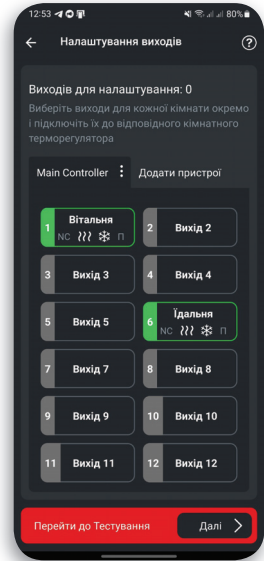 12:53 80%
Налаштування виходів
Виходів для налаштування: 0
Виберіть виходи для кожної кімнати окремо
і підключіть їх до відповідного кімнатного
терморегулятора
Main Controller Додати пристрої
1 Вітальня
NC П
2 Вихід 2
3 Вихід 3
4 Вихід 4
5 Вихід 5
6 Їдальня
NC П
7 Вихід 7
8 Вихід 8
9 Вихід 9
10 Вихід 10
11 Вихід 11
12 Вихід 12
Перейти до Тестування Далі